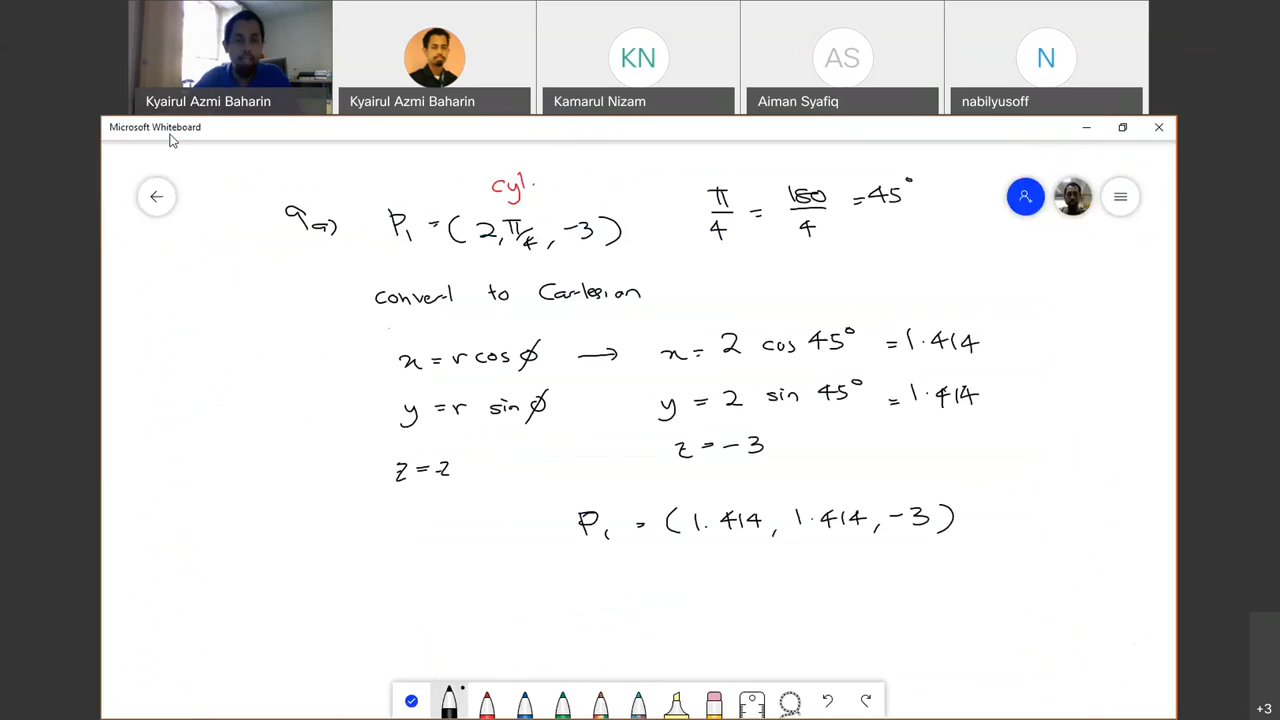 KN
AS
N
Kyairul Azmi Baharin
Kyairul Azmi Baharin
Kamarul Nizam
Aiman Syafiq
nabilyusoff
Microsoft Whiteboard
cyl.
9a) P₁ = (2, π/4, -3)
π/4 = 180/4 = 45°
convert to Cartesian
x = r cos ϕ → x = 2 cos 45° = 1.414
y = r sin ϕ y = 2 sin 45° = 1.414
z = z z = -3
P₁ = (1.414, 1.414, -3)
+3